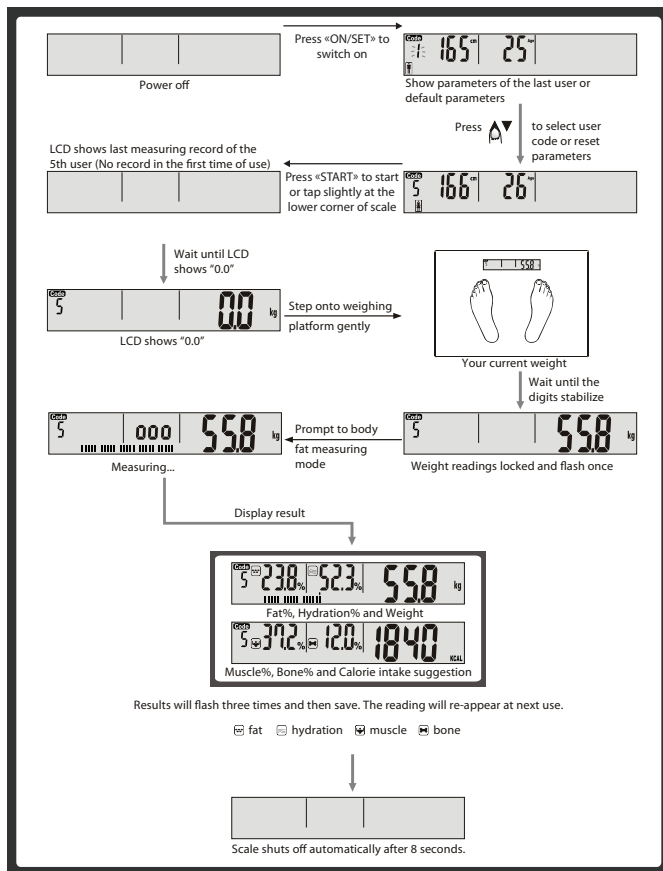 Press «ON/SET» to
switch on
Code
1 165 cm 25 Age
Power off
Show parameters of the last user or
default parameters
Press
to select user
code or reset
parameters
LCD shows last measuring record of the
5th user (No record in the first time of use)
Press «START» to start
or tap slightly at the
lower corner of scale
Code
5 166 cm 26 Age
Wait until LCD
shows “0.0”
Code
5 0.0 kg
Step onto weighing
platform gently
LCD shows “0.0”
55.8
Your current weight
Wait until the
digits stabilize
Code
5 000 55.8 kg
Prompt to body
fat measuring
mode
Code
5 55.8 kg
Measuring...
Weight readings locked and flash once
Display result
Code
5 23.8% 52.3% 55.8 kg
Fat%, Hydration% and Weight
Code
5 37.2% 12.0% 1840 KCAL
Muscle%, Bone% and Calorie intake suggestion
Results will flash three times and then save. The reading will re-appear at next use.
fat hydration muscle bone
Scale shuts off automatically after 8 seconds.